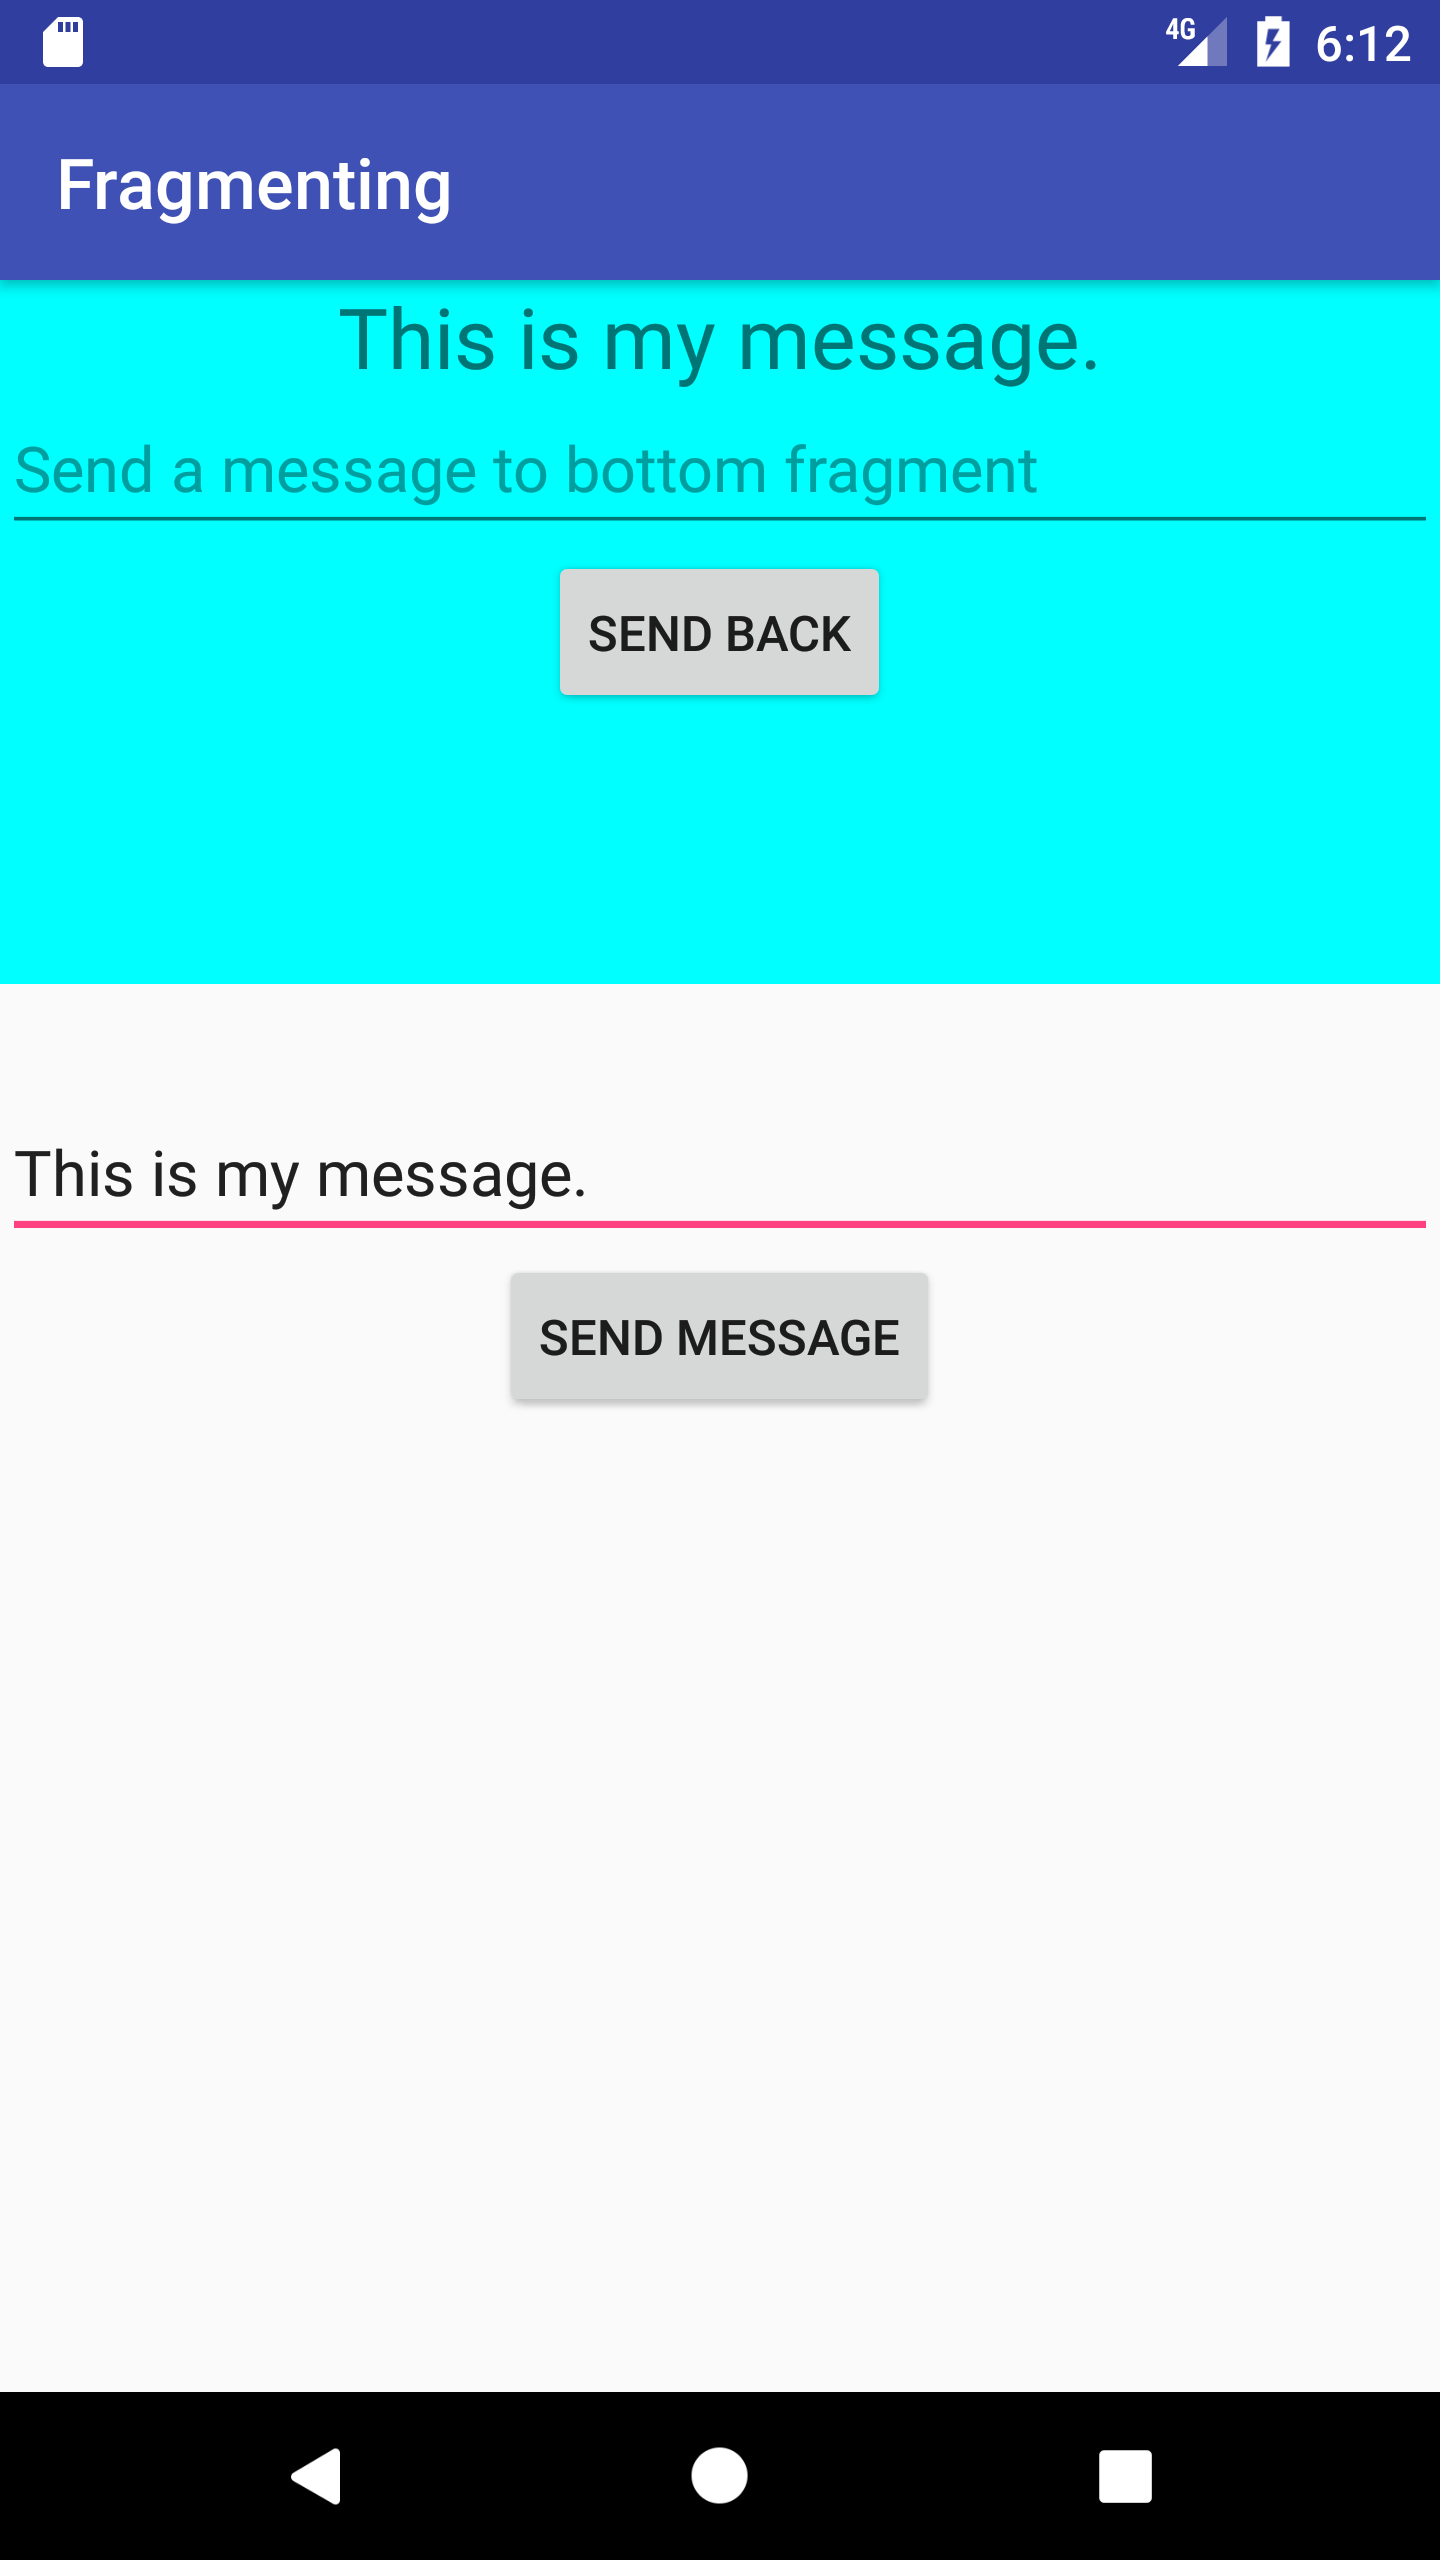 4G 6:12
Fragmenting
This is my message.
Send a message to bottom fragment
SEND BACK
This is my message.
SEND MESSAGE